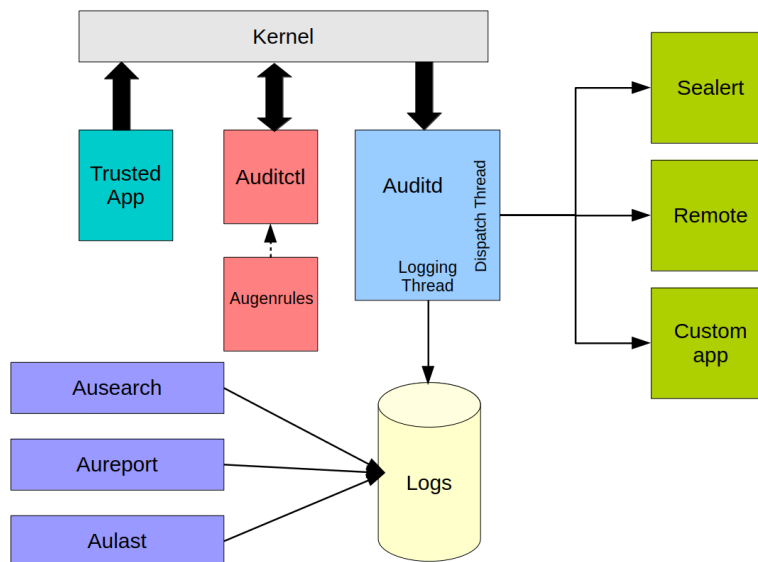 Kernel
Trusted
App
Auditctl
Auditd
Dispatch Thread
Logging
Thread
Augenrules
Sealert
Remote
Custom
app
Ausearch
Aureport
Aulast
Logs